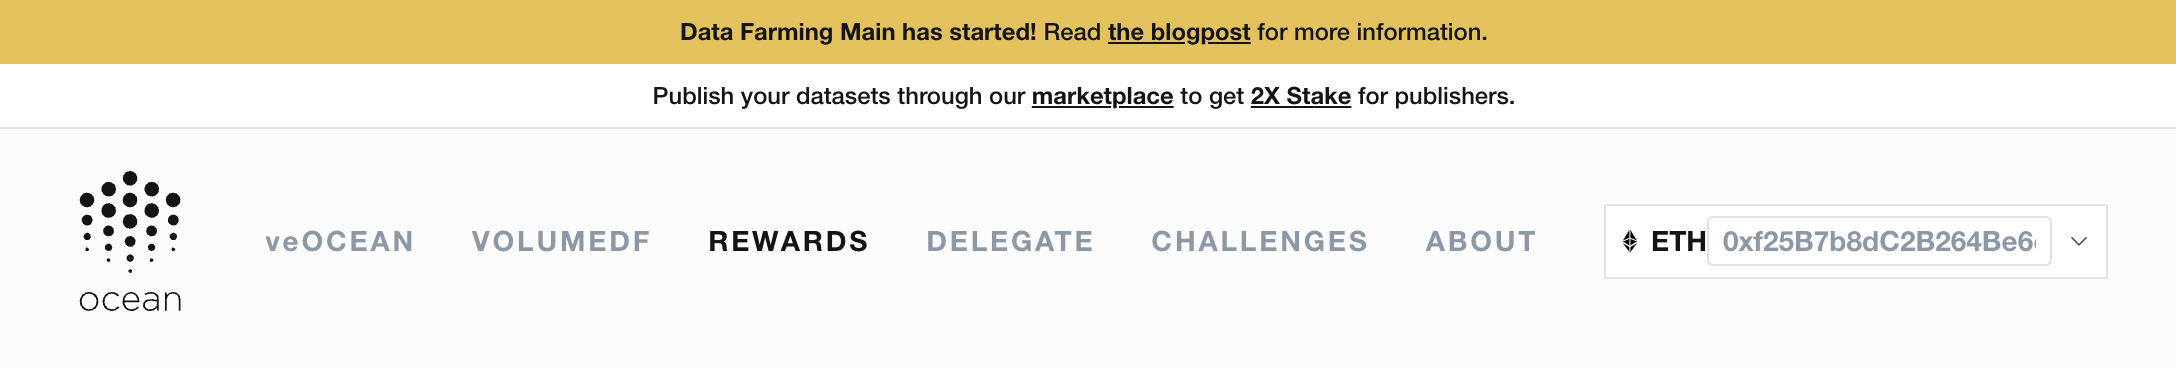 Data Farming Main has started! Read the blogpost for more information.
Publish your datasets through our marketplace to get 2X Stake for publishers.
veOCEAN VOLUMEDF REWARDS DELEGATE CHALLENGES ABOUT ETH 0xf25B7b8dC2B264Be6
ocean